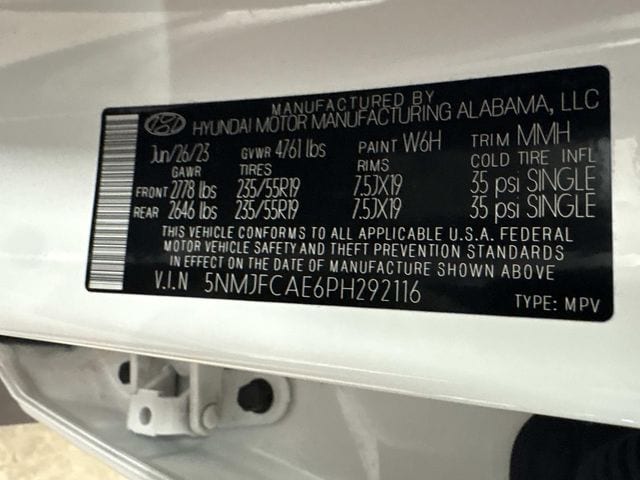 MANUFACTURED BY
HYUNDAI MOTOR MANUFACTURING ALABAMA, LLC
Jun/26/23 GVWR 4761 lbs PAINT W6H TRIM MMH
GAWR TIRES RIMS COLD TIRE INFL
FRONT 2778 lbs 235/55R19 7.5JX19 35 psi SINGLE
REAR 2646 lbs 235/55R19 7.5JX19 35 psi SINGLE
THIS VEHICLE CONFORMS TO ALL APPLICABLE U.S.A. FEDERAL
MOTOR VEHICLE SAFETY AND THEFT PREVENTION STANDARDS
IN EFFECT ON THE DATE OF MANUFACTURE SHOWN ABOVE
V.I.N 5NMJFCAE6PH292116 TYPE: MPV